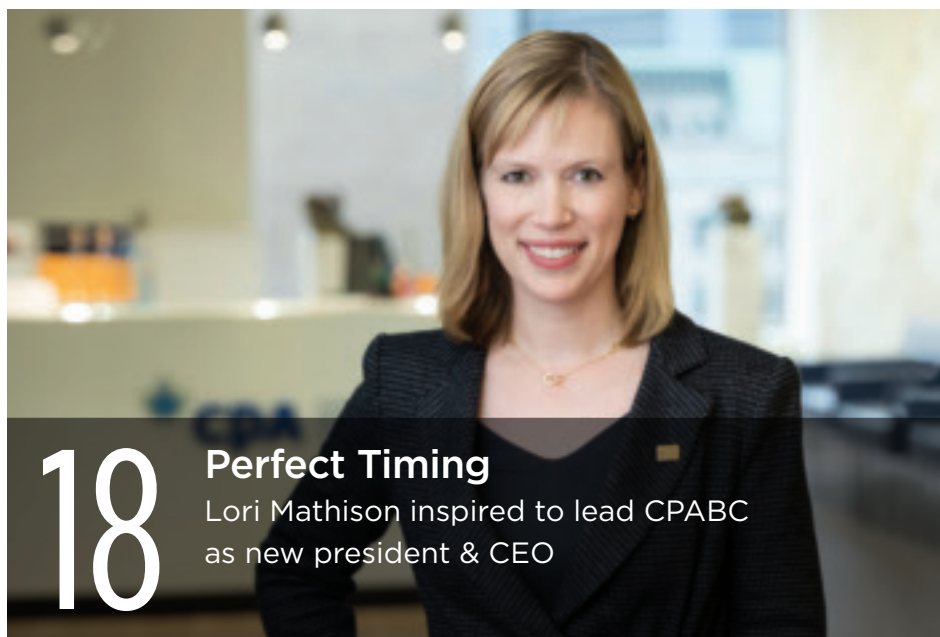 cpa
18
Perfect Timing
Lori Mathison inspired to lead CPABC
as new president & CEO